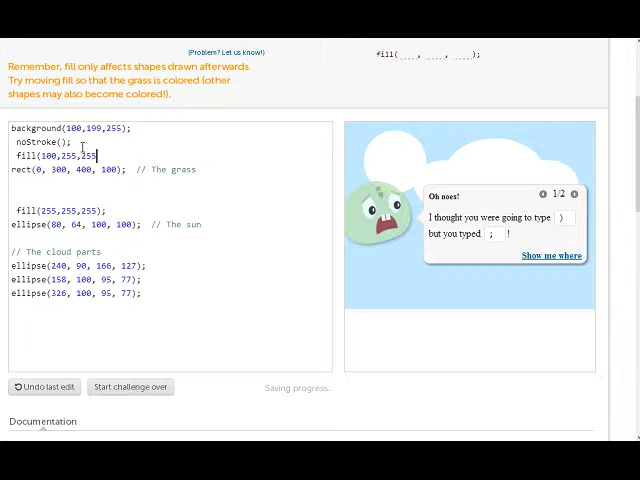 (Problem? Let us know!)
#ill(____, ____, ____);
Remember, fill only affects shapes drawn afterwards.
Try moving fill so that the grass is colored (other
shapes may also become colored!).
background(100,199,255);
noStroke();
fill(100,255,255
rect(0, 300, 400, 100);  // The grass
fill(255,255,255);
ellipse(80, 64, 100, 100);  // The sun
// The cloud parts
ellipse(240, 90, 166, 127);
ellipse(158, 100, 95, 77);
ellipse(326, 100, 95, 77);
Oh noes! 1/2
I thought you were going to type )
but you typed ; !
Show me where
Undo last edit Start challenge over Saving progress...
Documentation